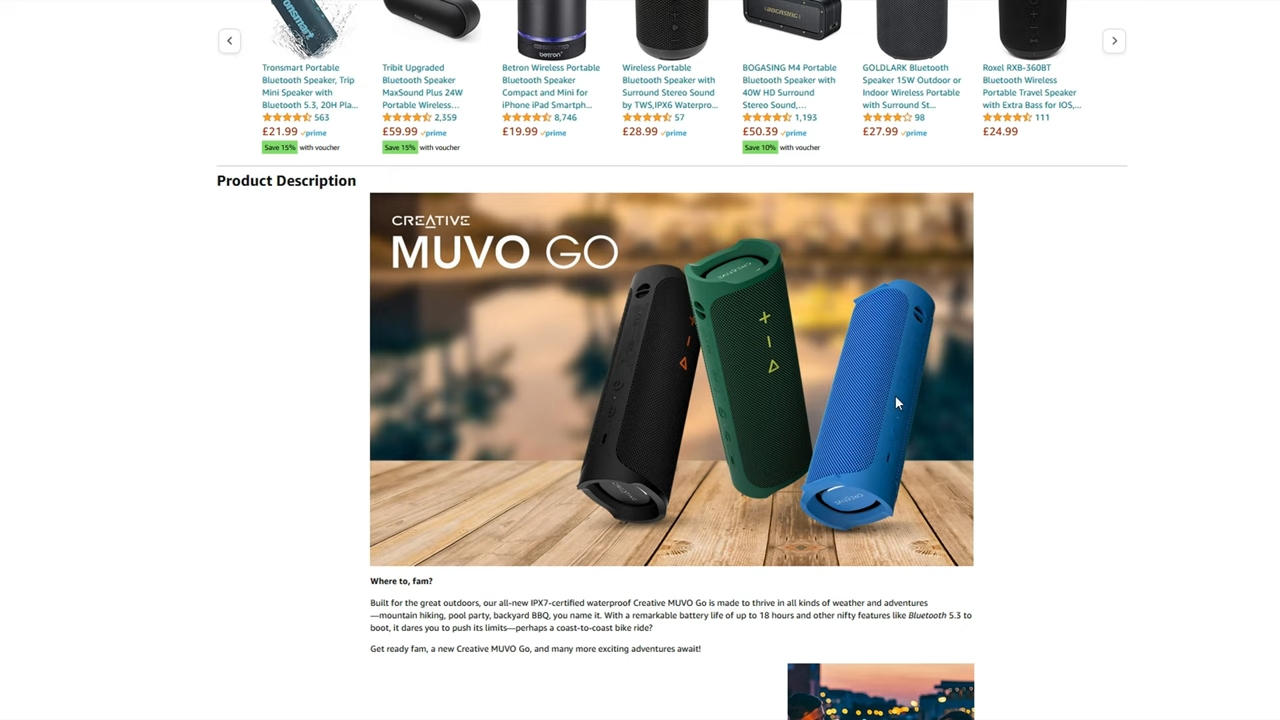 Tronsmart
betron
BOGASING
Tronsmart Portable
Bluetooth Speaker, Trip
Mini Speaker with
Bluetooth 5.3, 20H Pla...
563
£21.99 prime
Save 15% with voucher
Tribit Upgraded
Bluetooth Speaker
MaxSound Plus 24W
Portable Wireless...
2,359
£59.99 prime
Save 15% with voucher
Betron Wireless Portable
Bluetooth Speaker
Compact and Mini for
iPhone iPad Smartph...
8,746
£19.99 prime
Wireless Portable
Bluetooth Speaker with
Surround Stereo Sound
by TWS,IPX6 Waterpro...
57
£28.99 prime
BOGASING M4 Portable
Bluetooth Speaker with
40W HD Surround
Stereo Sound,...
1,193
£50.39 prime
Save 10% with voucher
GOLDLARK Bluetooth
Speaker 15W Outdoor or
Indoor Wireless Portable
with Surround St...
98
£27.99 prime
Roxel RXB-360BT
Bluetooth Wireless
Portable Travel Speaker
with Extra Bass for IOS,...
111
£24.99
Product Description
CREATIVE
MUVO GO
CREATIVE
CREATIVE
CREATIVE
Where to, fam?
Built for the great outdoors, our all-new IPX7-certified waterproof Creative MUVO Go is made to thrive in all kinds of weather and adventures
—mountain hiking, pool party, backyard BBQ, you name it. With a remarkable battery life of up to 18 hours and other nifty features like Bluetooth 5.3 to
boot, it dares you to push its limits—perhaps a coast-to-coast bike ride?
Get ready fam, a new Creative MUVO Go, and many more exciting adventures await!